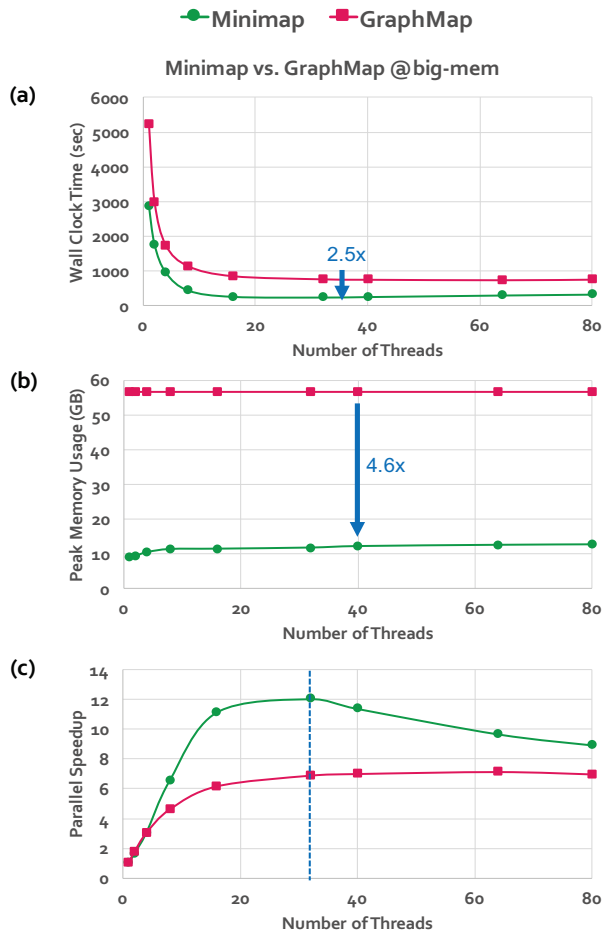 Minimap GraphMap
Minimap vs. GraphMap @big-mem
(a)
Wall Clock Time (sec)
6000
5000
4000
3000
2000
1000
0
2.5x
0 20 40 60 80
Number of Threads
(b)
Peak Memory Usage (GB)
60
50
40
30
20
10
0
4.6x
0 20 40 60 80
Number of Threads
(c)
Parallel Speedup
14
12
10
8
6
4
2
0
0 20 40 60 80
Number of Threads